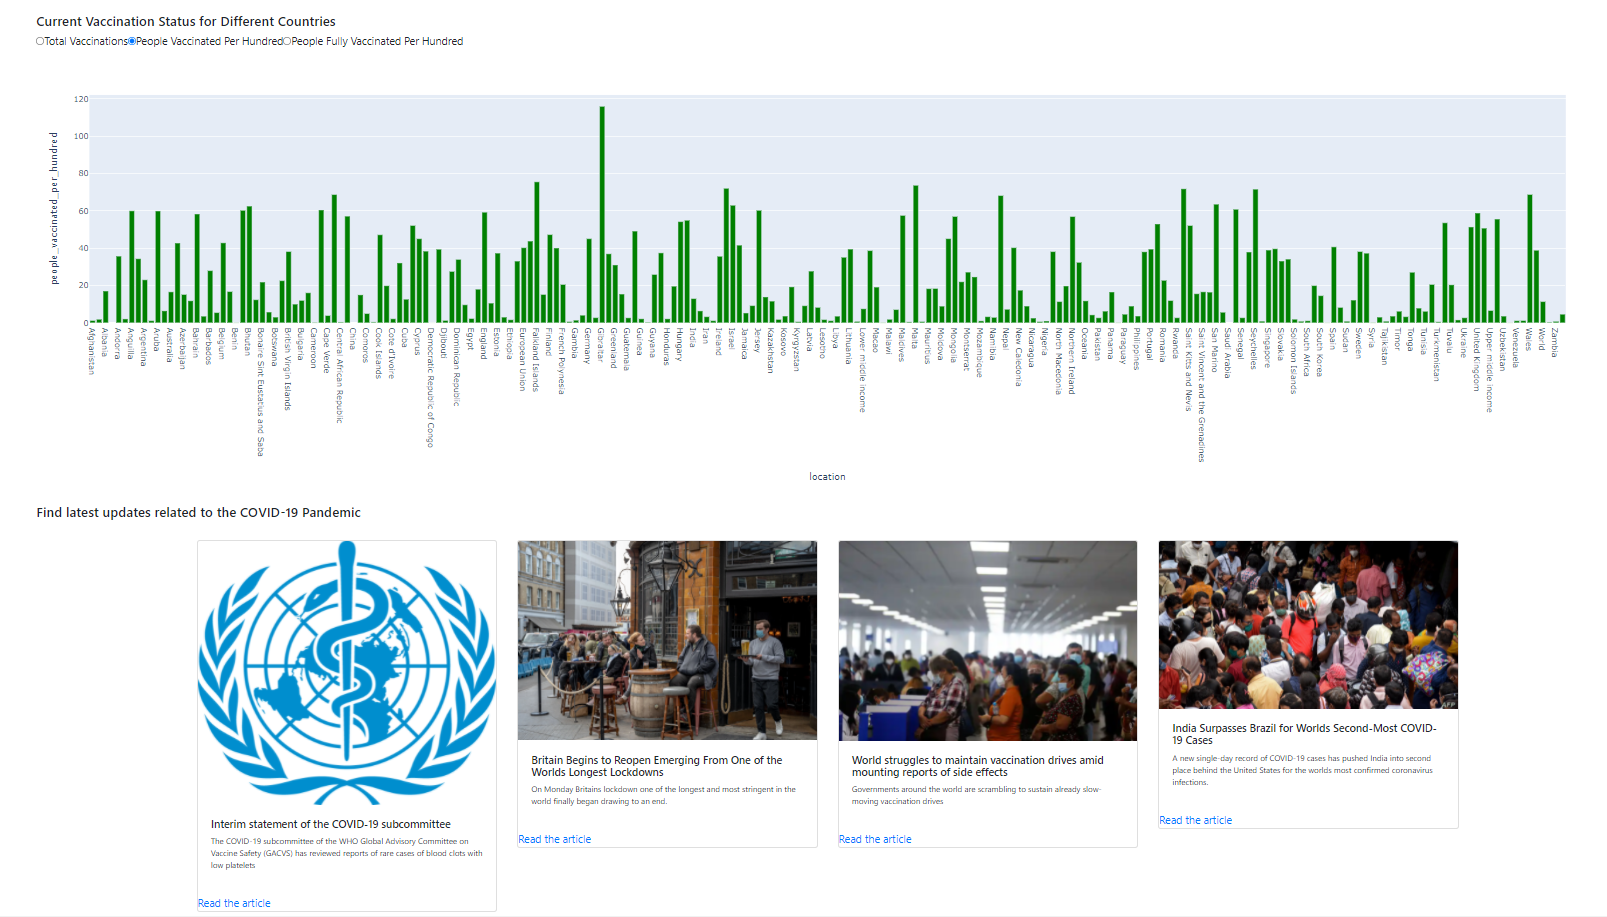 Current Vaccination Status for Different Countries
Total Vaccinations People Vaccinated Per Hundred People Fully Vaccinated Per Hundred
120
100
80
60
40
20
0
people_vaccinated_per_hundred
Afghanistan
Albania
Andorra
Anguilla
Argentina
Aruba
Australia
Azerbaijan
Bahrain
Barbados
Belgium
Benin
Bhutan
Bonaire Sint Eustatius and Saba
Botswana
British Virgin Islands
Bulgaria
Cameroon
Cape Verde
Central African Republic
China
Comoros
Cook Islands
Cote d'Ivoire
Cuba
Cyprus
Democratic Republic of Congo
Djibouti
Dominican Republic
Egypt
England
Estonia
Ethiopia
European Union
Falkland Islands
Finland
French Polynesia
Gambia
Germany
Gibraltar
Greenland
Guatemala
Guinea
Guyana
Honduras
Hungary
India
Iran
Ireland
Israel
Jamaica
Jersey
Kazakhstan
Kosovo
Kyrgyzstan
Latvia
Lesotho
Libya
Lithuania
Lower middle income
Macao
Malawi
Maldives
Malta
Mauritius
Moldova
Mongolia
Montserrat
Mozambique
Namibia
Nepal
New Caledonia
Nicaragua
Nigeria
North Macedonia
Northern Ireland
Oceania
Pakistan
Panama
Paraguay
Philippines
Portugal
Romania
Rwanda
Saint Kitts and Nevis
Saint Vincent and the Grenadines
San Marino
Saudi Arabia
Senegal
Seychelles
Singapore
Slovakia
Solomon Islands
South Africa
South Korea
Spain
Sudan
Sweden
Syria
Tajikistan
Timor
Tonga
Tunisia
Turkmenistan
Tuvalu
Ukraine
United Kingdom
Upper middle income
Uzbekistan
Venezuela
Wales
World
Zambia
location
Find latest updates related to the COVID-19 Pandemic
Interim statement of the COVID-19 subcommittee
The COVID-19 subcommittee of the WHO Global Advisory Committee on
Vaccine Safety (GACVS) has reviewed reports of rare cases of blood clots with
low platelets
Read the article
Britain Begins to Reopen Emerging From One of the
Worlds Longest Lockdowns
On Monday Britains lockdown one of the longest and most stringent in the
world finally began drawing to an end.
Read the article
World struggles to maintain vaccination drives amid
mounting reports of side effects
Governments around the world are scrambling to sustain already slow-
moving vaccination drives
Read the article
AFP
India Surpasses Brazil for Worlds Second-Most COVID-
19 Cases
A new single-day record of COVID-19 cases has pushed India into second
place behind the United States for the worlds most confirmed coronavirus
infections.
Read the article